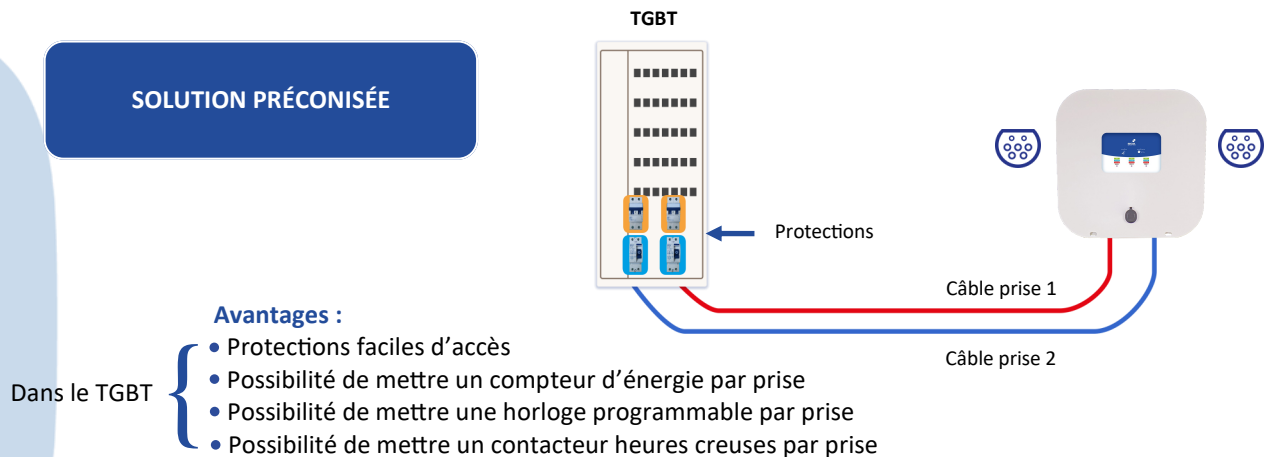 TGBT
SOLUTION PRÉCONISÉE
Protections
Câble prise 1
Câble prise 2
Avantages :
Dans le TGBT
• Protections faciles d’accès
• Possibilité de mettre un compteur d’énergie par prise
• Possibilité de mettre une horloge programmable par prise
• Possibilité de mettre un contacteur heures creuses par prise